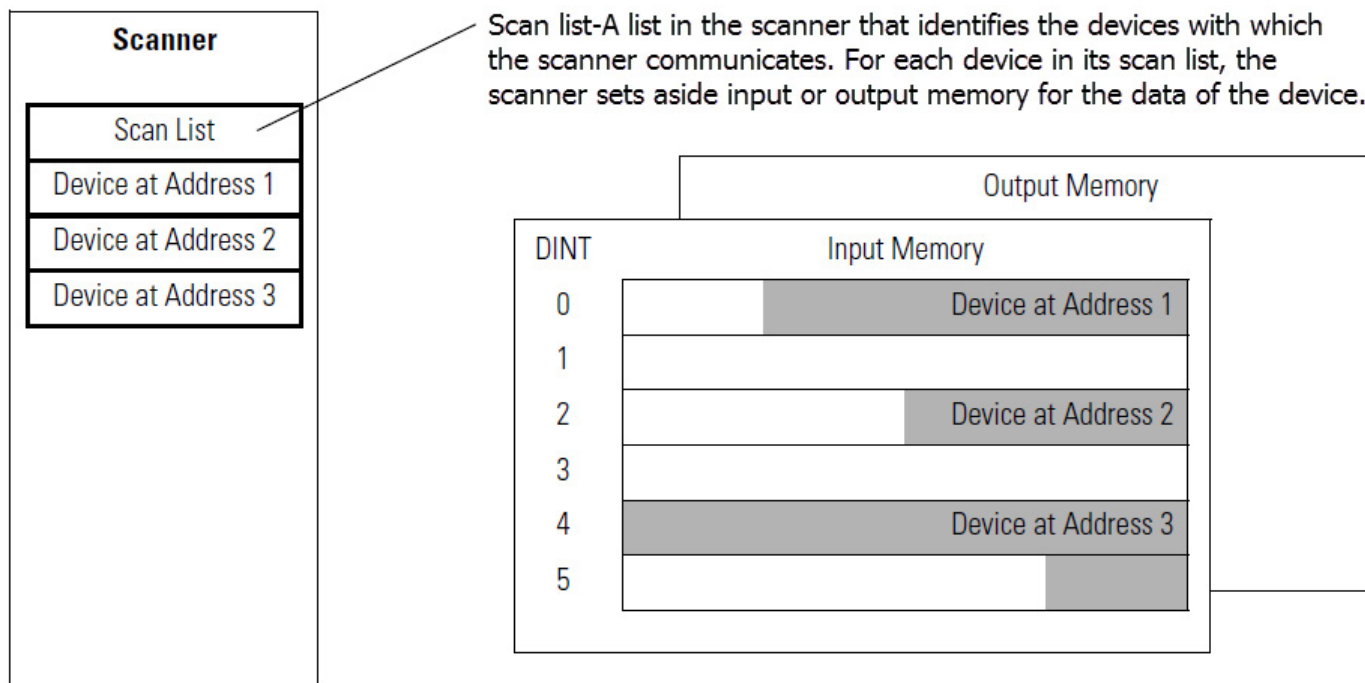 Scanner
Scan List
Device at Address 1
Device at Address 2
Device at Address 3
Scan list-A list in the scanner that identifies the devices with which
the scanner communicates. For each device in its scan list, the
scanner sets aside input or output memory for the data of the device.
Output Memory
DINT Input Memory
0 Device at Address 1
1
2 Device at Address 2
3
4 Device at Address 3
5